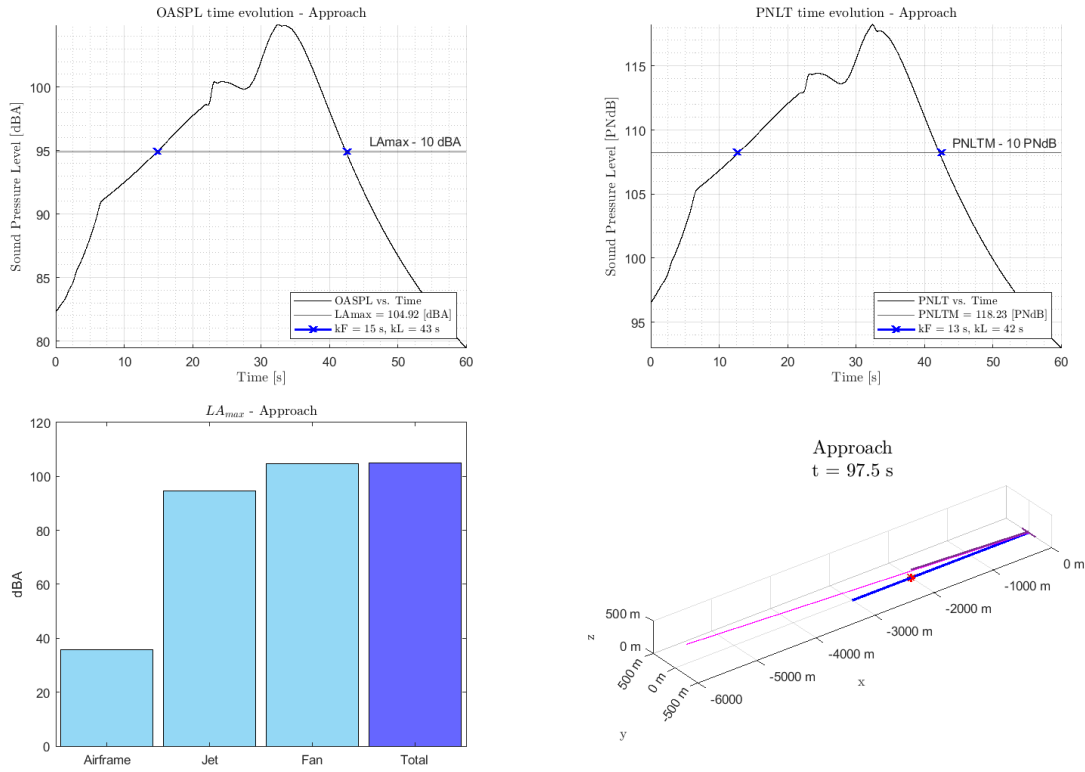 OASPL time evolution - Approach
Sound Pressure Level [dBA]
100
95
90
85
80
LAmax - 10 dBA
OASPL vs. Time
LAmax = 104.92 [dBA]
kF = 15 s, kL = 43 s
0 10 20 30 40 50 60
Time [s]
PNLT time evolution - Approach
Sound Pressure Level [PNdB]
115
110
105
100
95
PNLTM - 10 PNdB
PNLT vs. Time
PNLTM = 118.23 [PNdB]
kF = 13 s, kL = 42 s
0 10 20 30 40 50 60
Time [s]
LAmax - Approach
dBA
120
100
80
60
40
20
0
Airframe Jet Fan Total
Approach
t = 97.5 s
0 m
-1000 m
-2000 m
-3000 m
-4000 m
-5000 m
-6000
x
500 m
0 m
z
500 m
0 m
-500 m
y